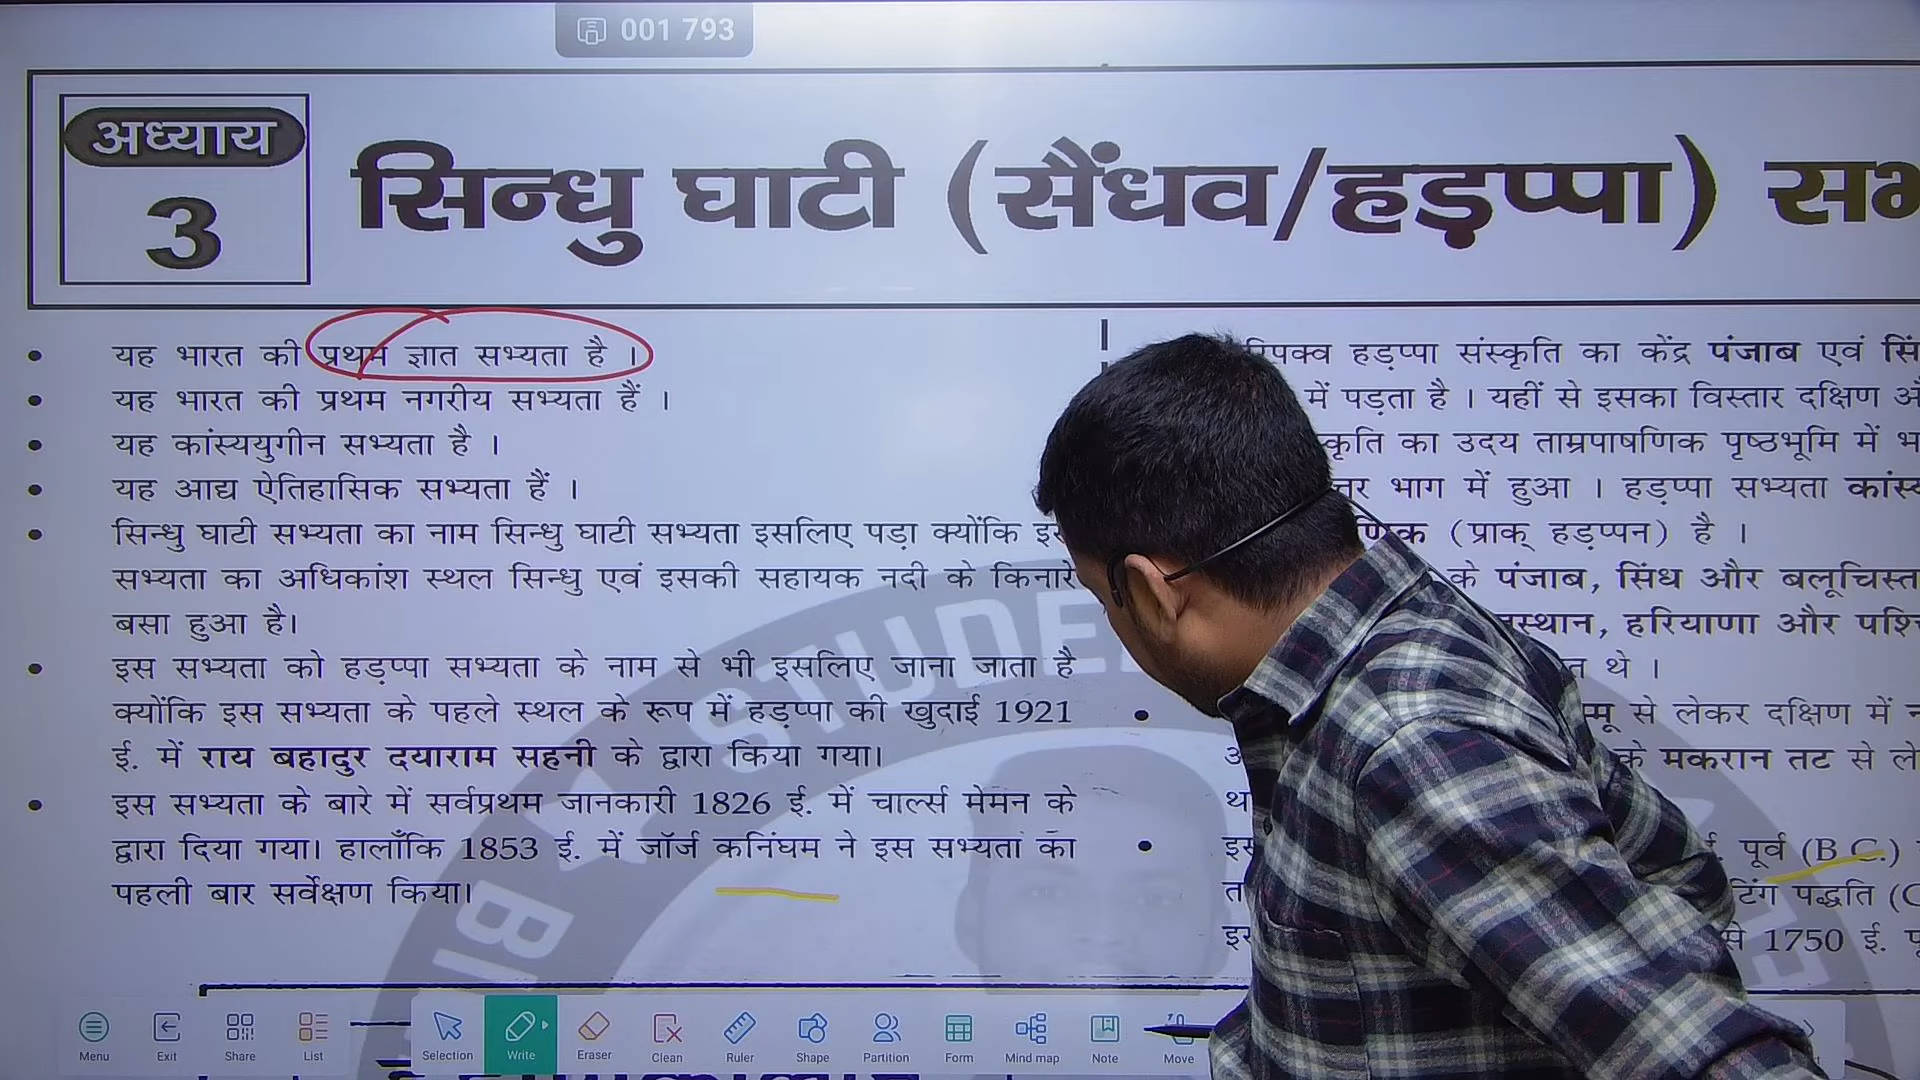 001 793
अध्याय
3
सिन्धु घाटी (सैंधव/हड़प्पा)
यह भारत की प्रथम ज्ञात सभ्यता है ।
यह भारत की प्रथम नगरीय सभ्यता हैं ।
यह कांस्ययुगीन सभ्यता है ।
यह आद्य ऐतिहासिक सभ्यता हैं ।
सिन्धु घाटी सभ्यता का नाम सिन्धु घाटी सभ्यता इसलिए पड़ा क्योंकि
सभ्यता का अधिकांश स्थल सिन्धु एवं इसकी सहायक नदी के किनारे
बसा हुआ है।
इस सभ्यता को हड़प्पा सभ्यता के नाम से भी इसलिए जाना जाता है
क्योंकि इस सभ्यता के पहले स्थल के रूप में हड़प्पा की खुदाई 1921
ई. में राय बहादुर दयाराम सहनी के द्वारा किया गया।
इस सभ्यता के बारे में सर्वप्रथम जानकारी 1826 ई. में चार्ल्स मेमन के
द्वारा दिया गया। हालाँकि 1853 ई. में जॉर्ज कनिंघम ने इस सभ्यता का
पहली बार सर्वेक्षण किया।
हड़प्पा संस्कृति का केंद्र पंजाब एवं
में पड़ता है । यहीं से इसका विस्तार दक्षिण
का उदय ताम्रपाषणिक पृष्ठभूमि में
भाग में हुआ । हड़प्पा सभ्यता
(प्राक् हड़प्पन) है ।
के पंजाब, सिंध और
हरियाणा और
थे ।
से लेकर दक्षिण में
के मकरान तट से
पूर्व (B.C.)
पद्धति
से 1750 ई.
Menu Exit Share List Selection Write Eraser Clean Ruler Shape Partition Form Mind map Note Move